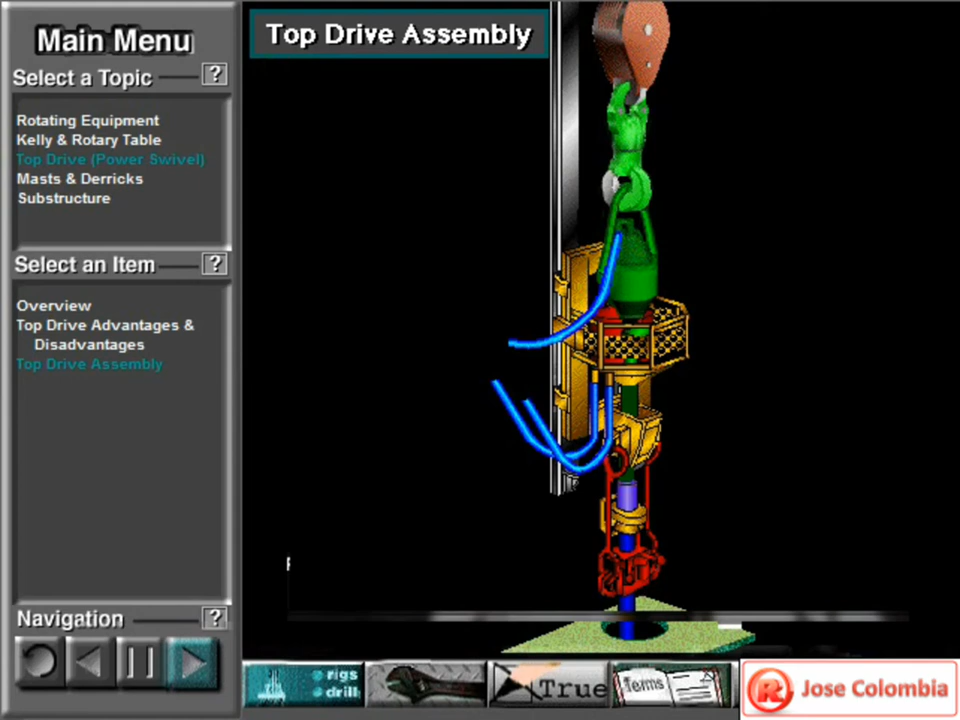 Main Menu
Select a Topic ?
Rotating Equipment
Kelly & Rotary Table
Top Drive (Power Swivel)
Masts & Derricks
Substructure
Select an Item ?
Overview
Top Drive Advantages &
Disadvantages
Top Drive Assembly
Navigation ?
Top Drive Assembly
rigs
drill
True
Terms
Jose Colombia